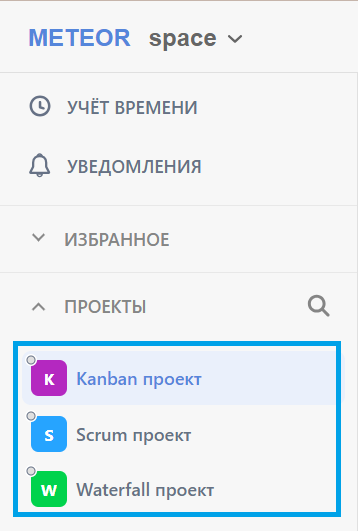 METEOR space
УЧЁТ ВРЕМЕНИ
УВЕДОМЛЕНИЯ
ИЗБРАННОЕ
ПРОЕКТЫ
K Kanban проект
S Scrum проект
W Waterfall проект